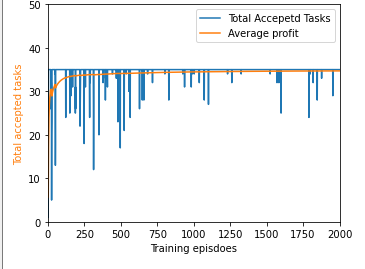 50
40
30
20
10
0
Total accepted tasks
Total Accepetd Tasks
Average profit
0 250 500 750 1000 1250 1500 1750 2000
Training episdoes